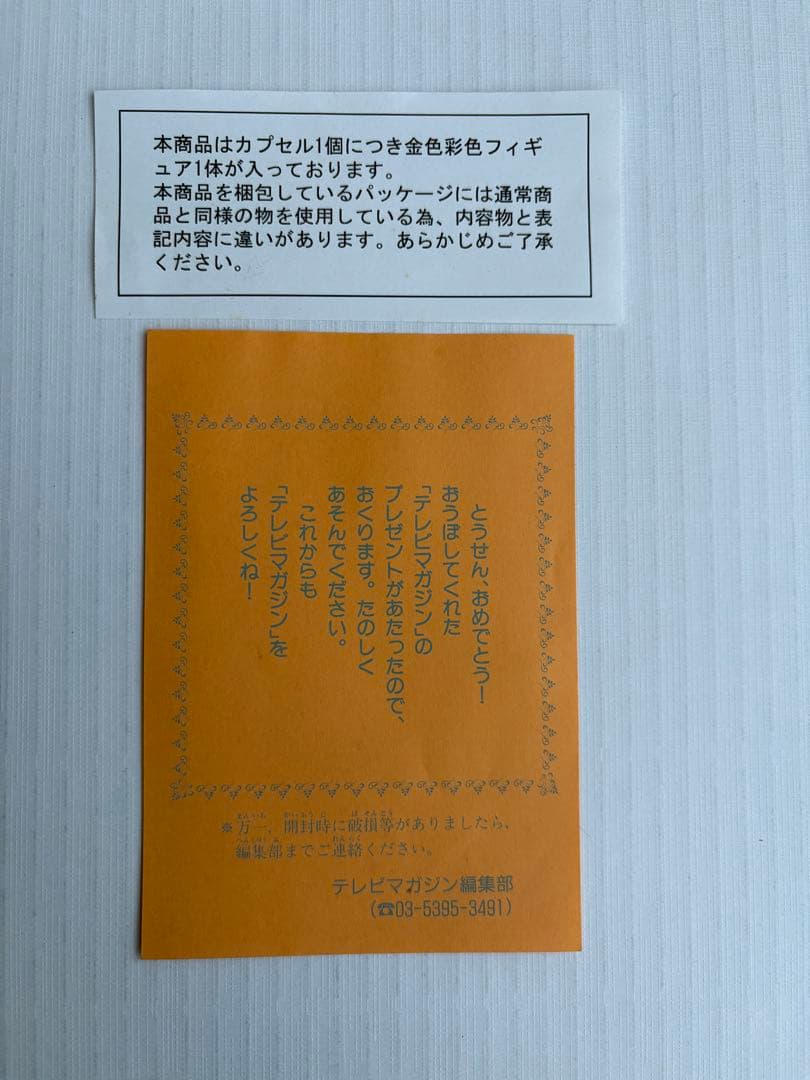 本商品はカプセル1個につき金色彩色フィギ
ュア1体が入っております。
本商品を梱包しているパッケージには通常商
品と同様の物を使用している為、内容物と表
記内容に違いがあります。あらかじめご了承
ください。
とうせん、おめでとう！
おうぼしてくれた
「テレビマガジン」の
プレゼントがあたったので、
おくります。たのしく
あそんでください。
これからも
「テレビマガジン」を
よろしくね！
※万一、開封時に破損等がありましたら、
編集部までご連絡ください。
テレビマガジン編集部
(☎03-5395-3491)